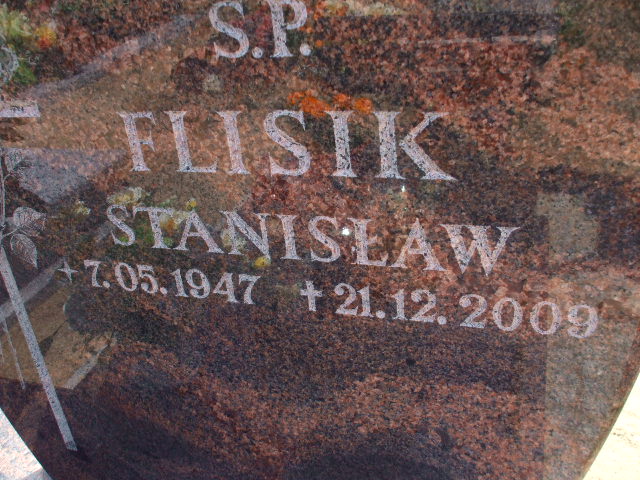 S.P.
FLISIK
STANISŁAW
* 7.05.1947 † 21.12.2009